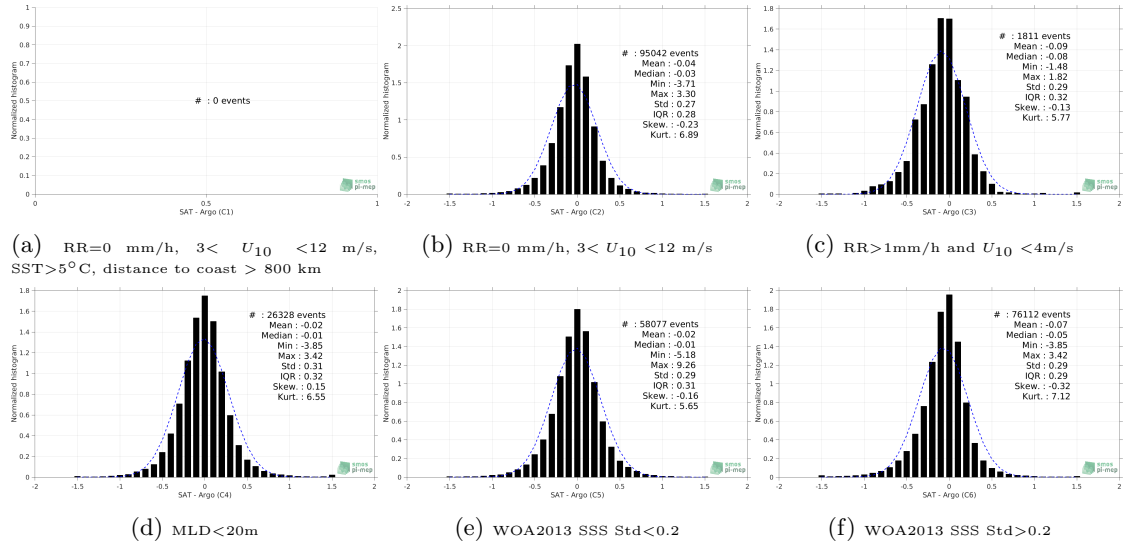 1
0.9
0.8
0.7
0.6
0.5
0.4
0.3
0.2
0.1
0
Normalized histogram
# : 0 events
smos
pi-mep
0 0.5 1
SAT - Argo (C1)
(a) RR=0 mm/h, 3< U10 <12 m/s,
SST>5°C, distance to coast > 800 km
2.5
2
1.5
1
0.5
0
Normalized histogram
# : 95042 events
Mean : -0.04
Median : -0.03
Min : -3.71
Max : 3.30
Std : 0.27
IQR : 0.28
Skew. : -0.23
Kurt. : 6.89
smos
pi-mep
-2 -1.5 -1 -0.5 0 0.5 1 1.5 2
SAT - Argo (C2)
(b) RR=0 mm/h, 3< U10 <12 m/s
1.8
1.6
1.4
1.2
1
0.8
0.6
0.4
0.2
0
Normalized histogram
# : 1811 events
Mean : -0.09
Median : -0.08
Min : -1.48
Max : 1.82
Std : 0.29
IQR : 0.32
Skew. : -0.13
Kurt. : 5.77
smos
pi-mep
-2 -1.5 -1 -0.5 0 0.5 1 1.5 2
SAT - Argo (C3)
(c) RR>1mm/h and U10 <4m/s
1.8
1.6
1.4
1.2
1
0.8
0.6
0.4
0.2
0
Normalized histogram
# : 26328 events
Mean : -0.02
Median : -0.01
Min : -3.85
Max : 3.42
Std : 0.31
IQR : 0.32
Skew. : 0.15
Kurt. : 6.55
smos
pi-mep
-2 -1.5 -1 -0.5 0 0.5 1 1.5 2
SAT - Argo (C4)
(d) MLD<20m
2
1.8
1.6
1.4
1.2
1
0.8
0.6
0.4
0.2
0
Normalized histogram
# : 58077 events
Mean : -0.02
Median : -0.01
Min : -5.18
Max : 9.26
Std : 0.29
IQR : 0.31
Skew. : -0.16
Kurt. : 5.65
smos
pi-mep
-2 -1.5 -1 -0.5 0 0.5 1 1.5 2
SAT - Argo (C5)
(e) WOA2013 SSS Std<0.2
2
1.8
1.6
1.4
1.2
1
0.8
0.6
0.4
0.2
0
Normalized histogram
# : 76112 events
Mean : -0.07
Median : -0.05
Min : -3.85
Max : 3.42
Std : 0.29
IQR : 0.29
Skew. : -0.32
Kurt. : 7.12
smos
pi-mep
-2 -1.5 -1 -0.5 0 0.5 1 1.5 2
SAT - Argo (C6)
(f) WOA2013 SSS Std>0.2